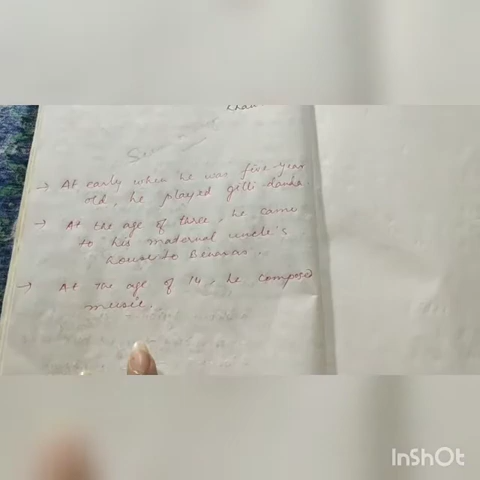 Khan
→ At early when he was five year
old, he played gilli-danda.
→ At the age of three, he came
to his maternal uncle's
house to Benaras.
→ At the age of 14, he composed
music.
InShOt